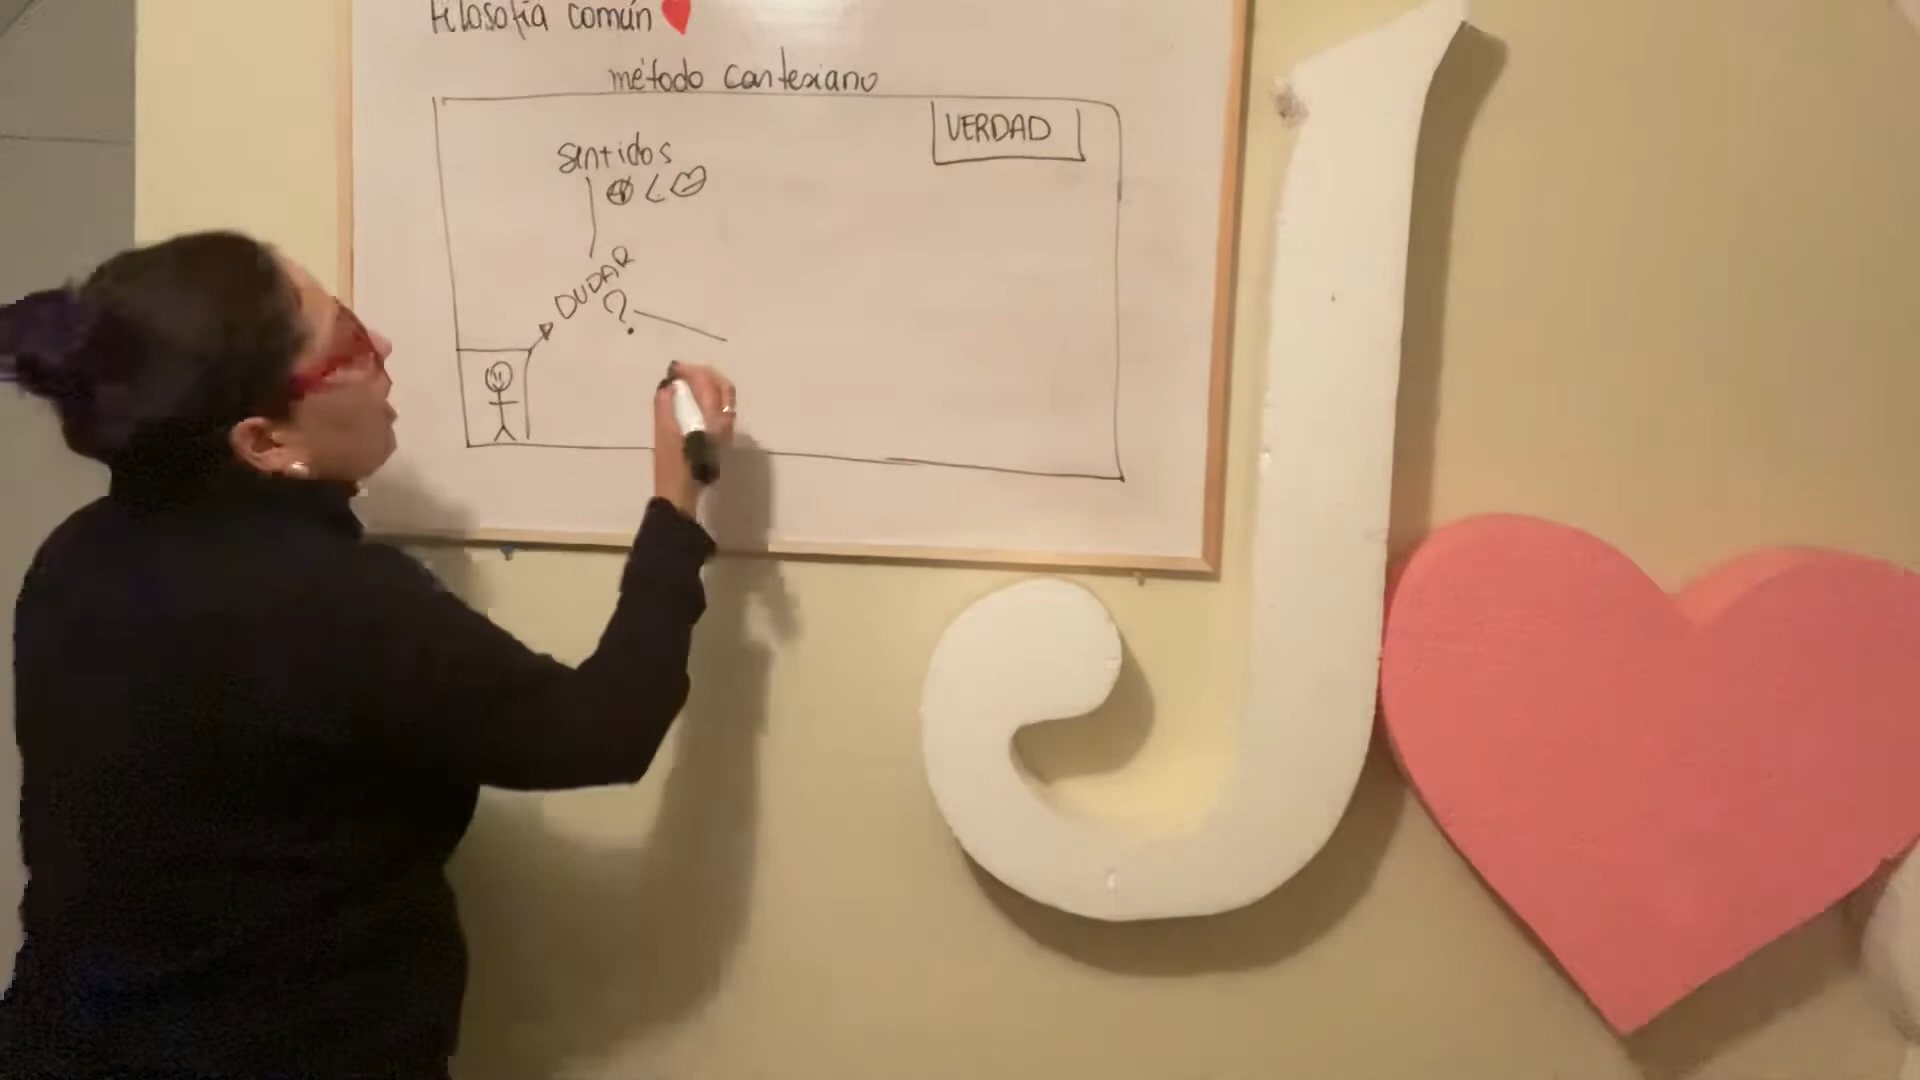 Filosofía común
método cartesiano
VERDAD
sentidos
DUDAR
?
J